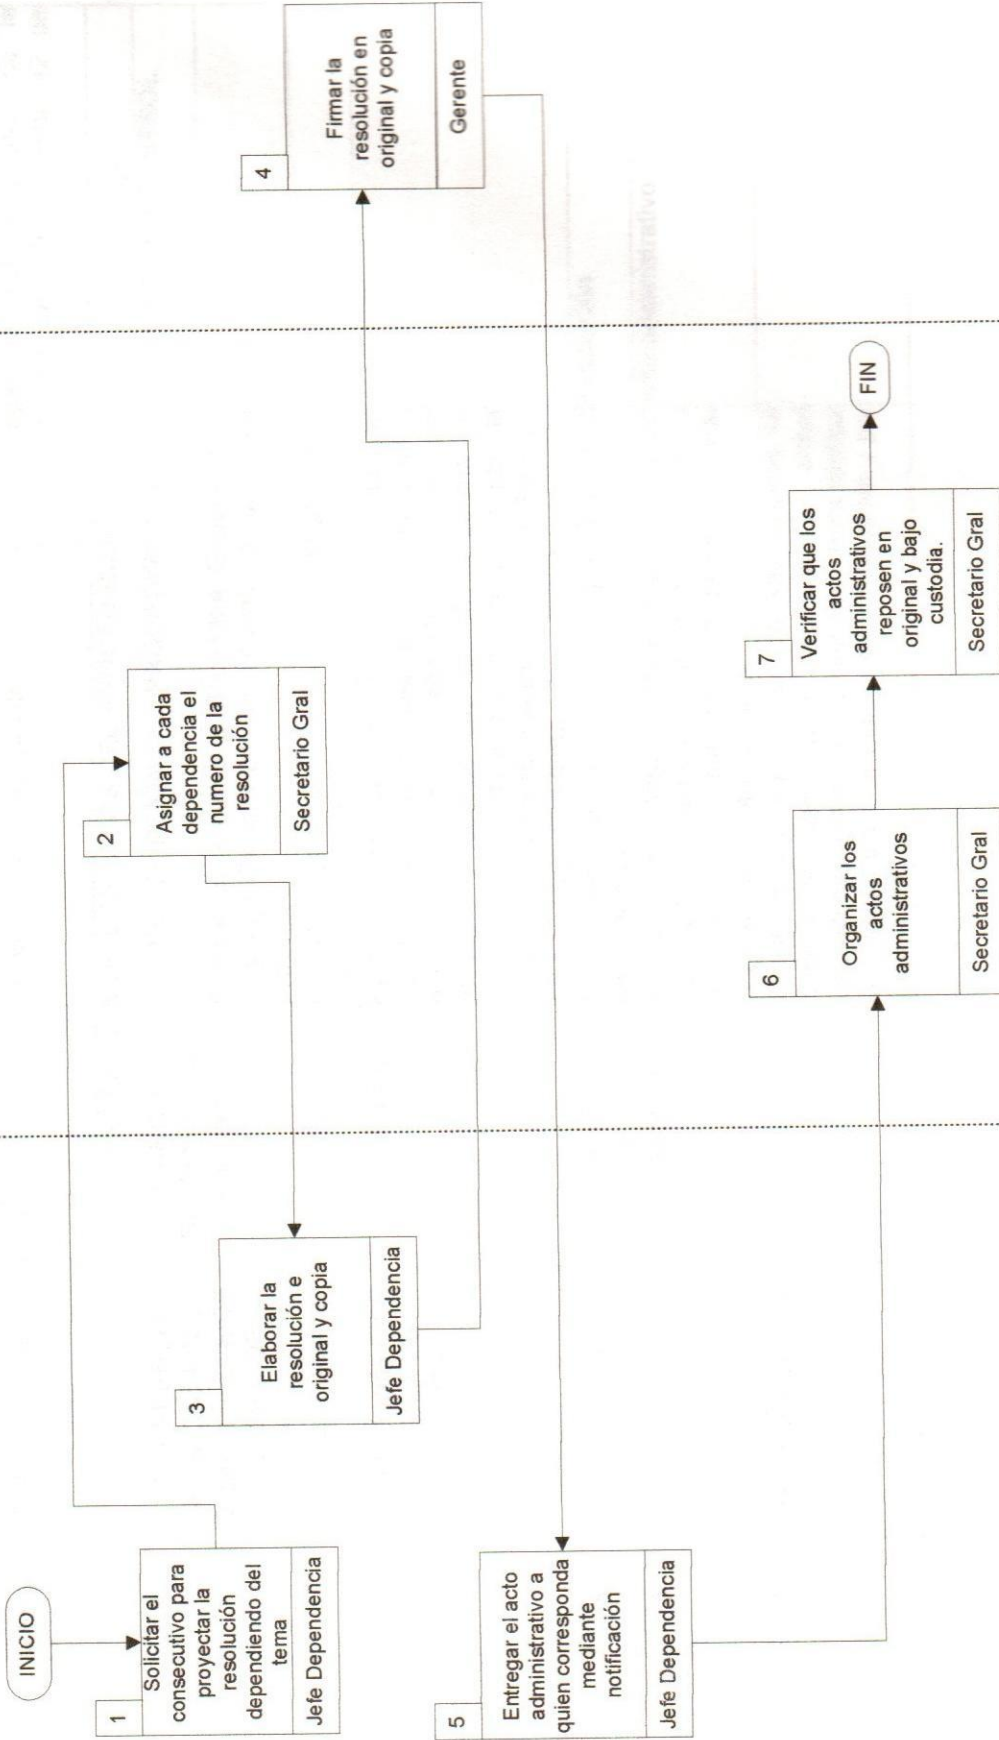 INICIO
1
Solicitar el
consecutivo para
proyectar la
resolución
dependiendo del
tema
Jefe Dependencia
2
Asignar a cada
dependencia el
numero de la
resolución
Secretario Gral
3
Elaborar la
resolución e
original y copia
Jefe Dependencia
4
Firmar la
resolución en
original y copia
Gerente
5
Entregar el acto
administrativo a
quien corresponda
mediante
notificación
Jefe Dependencia
6
Organizar los
actos
administrativos
Secretario Gral
7
Verificar que los
actos
administrativos
reposen en
original y bajo
custodia.
Secretario Gral
FIN